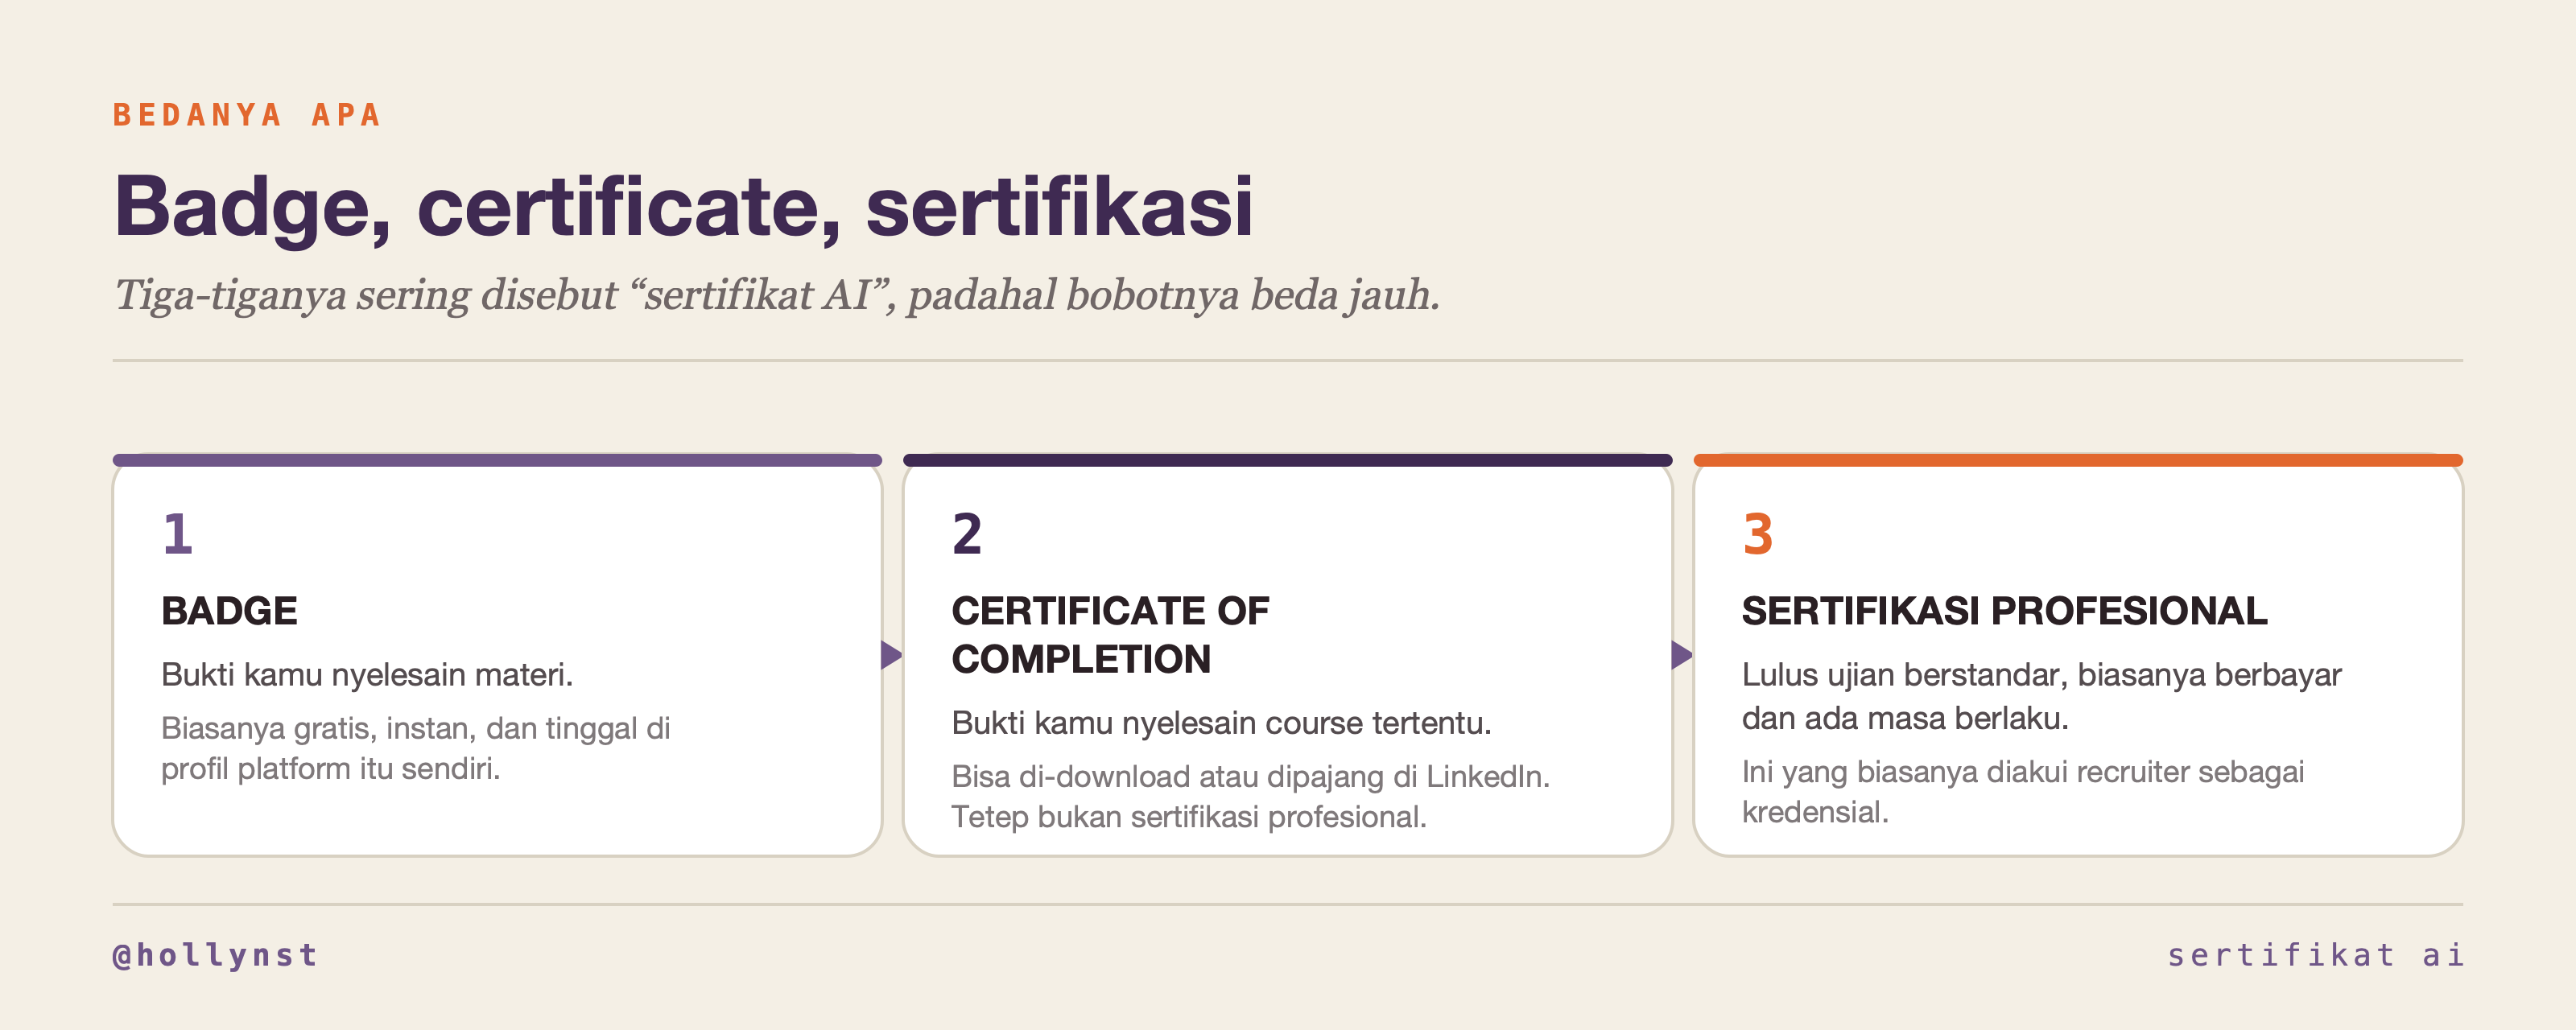 BEDANYA APA
Badge, certificate, sertifikasi
Tiga-tiganya sering disebut “sertifikat AI”, padahal bobotnya beda jauh.
1
BADGE
Bukti kamu nyelesain materi.
Biasanya gratis, instan, dan tinggal di
profil platform itu sendiri.
2
CERTIFICATE OF
COMPLETION
Bukti kamu nyelesain course tertentu.
Bisa di-download atau dipajang di LinkedIn.
Tetep bukan sertifikasi profesional.
3
SERTIFIKASI PROFESIONAL
Lulus ujian berstandar, biasanya berbayar
dan ada masa berlaku.
Ini yang biasanya diakui recruiter sebagai
kredensial.
@hollynst
sertifikat ai